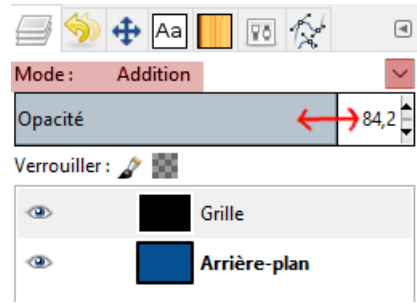 Aa
Mode : Addition
Opacité 84,2
Verrouiller :
Grille
Arrière-plan